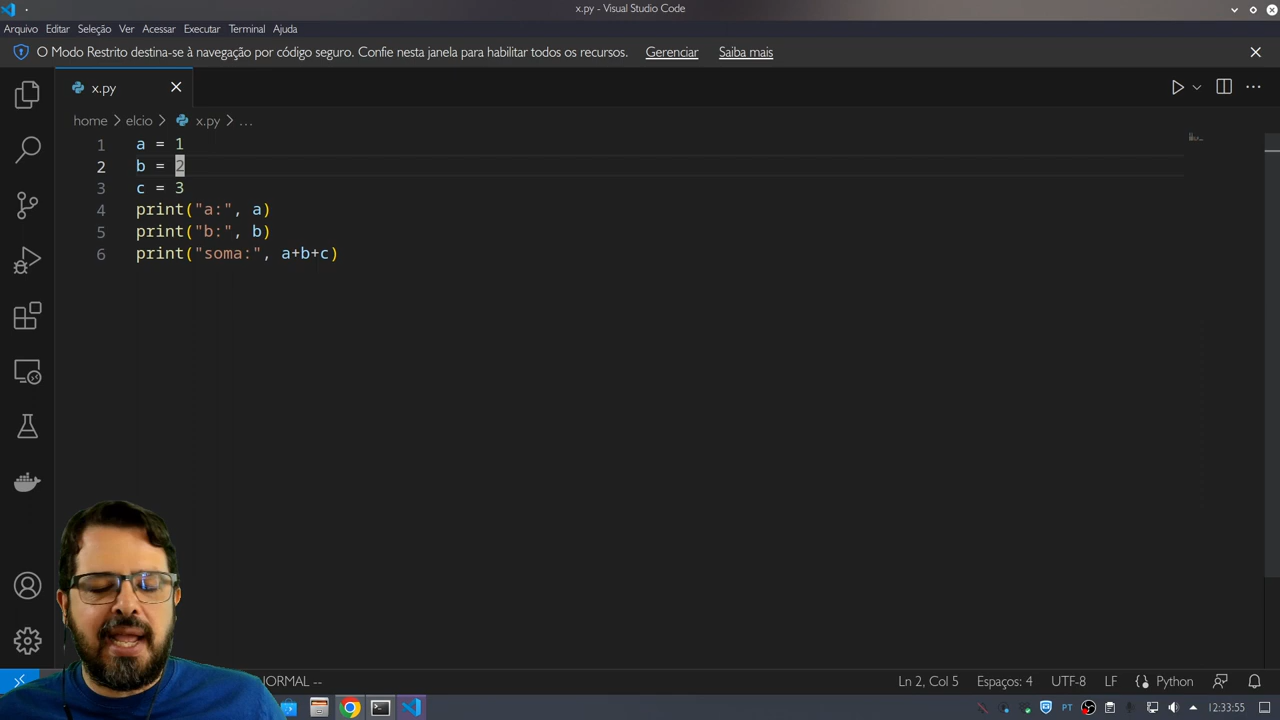 x.py - Visual Studio Code
Arquivo Editar Seleção Ver Acessar Executar Terminal Ajuda
O Modo Restrito destina-se à navegação por código seguro. Confie nesta janela para habilitar todos os recursos. Gerenciar Saiba mais
x.py
home > elcio > x.py > ...
1 a = 1
2 b = 2
3 c = 3
4 print("a:", a)
5 print("b:", b)
6 print("soma:", a+b+c)
NORMAL -- Ln 2, Col 5 Espaços: 4 UTF-8 LF Python
PT 12:33:55